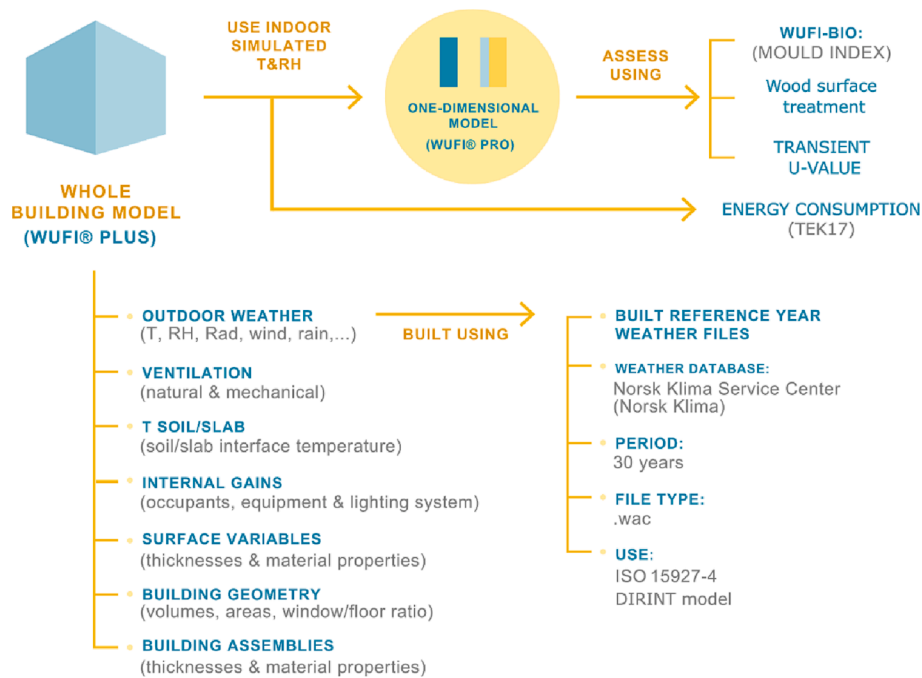 USE INDOOR
SIMULATED
T&RH
ONE-DIMENSIONAL
MODEL
(WUFI® PRO)
ASSESS
USING
WUFI-BIO:
(MOULD INDEX)
Wood surface
treatment
TRANSIENT
U-VALUE
ENERGY CONSUMPTION
(TEK17)
WHOLE
BUILDING MODEL
(WUFI® PLUS)
OUTDOOR WEATHER
(T, RH, Rad, wind, rain,...)
VENTILATION
(natural & mechanical)
T SOIL/SLAB
(soil/slab interface temperature)
INTERNAL GAINS
(occupants, equipment & lighting system)
SURFACE VARIABLES
(thicknesses & material properties)
BUILDING GEOMETRY
(volumes, areas, window/floor ratio)
BUILDING ASSEMBLIES
(thicknesses & material properties)
BUILT USING
BUILT REFERENCE YEAR
WEATHER FILES
WEATHER DATABASE:
Norsk Klima Service Center
(Norsk Klima)
PERIOD:
30 years
FILE TYPE:
.wac
USE:
ISO 15927-4
DIRINT model